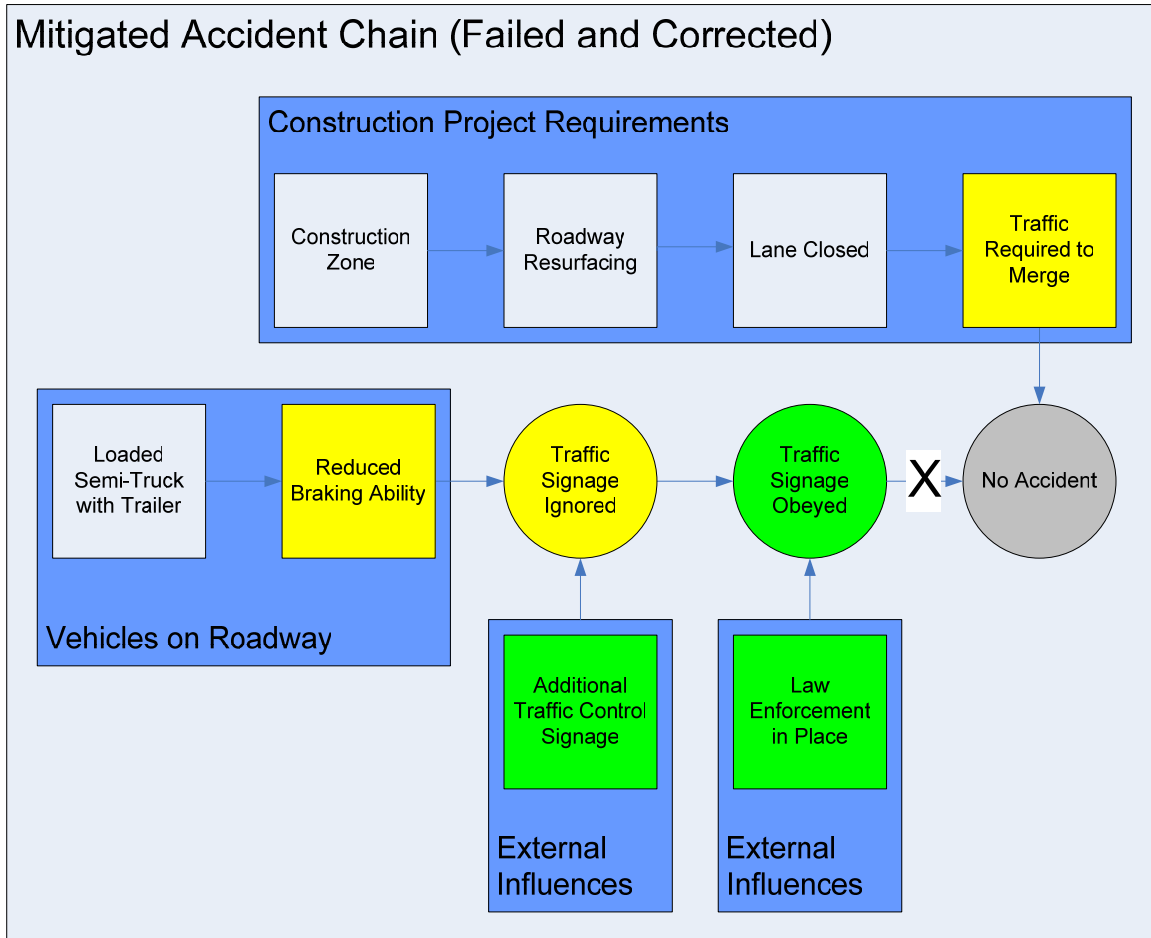 Mitigated Accident Chain (Failed and Corrected)
Construction Project Requirements
Construction
Zone
Roadway
Resurfacing
Lane Closed
Traffic
Required to
Merge
Loaded
Semi-Truck
with Trailer
Reduced
Braking Ability
Vehicles on Roadway
Traffic
Signage
Ignored
Traffic
Signage
Obeyed
X
No Accident
Additional
Traffic Control
Signage
External
Influences
Law
Enforcement
in Place
External
Influences